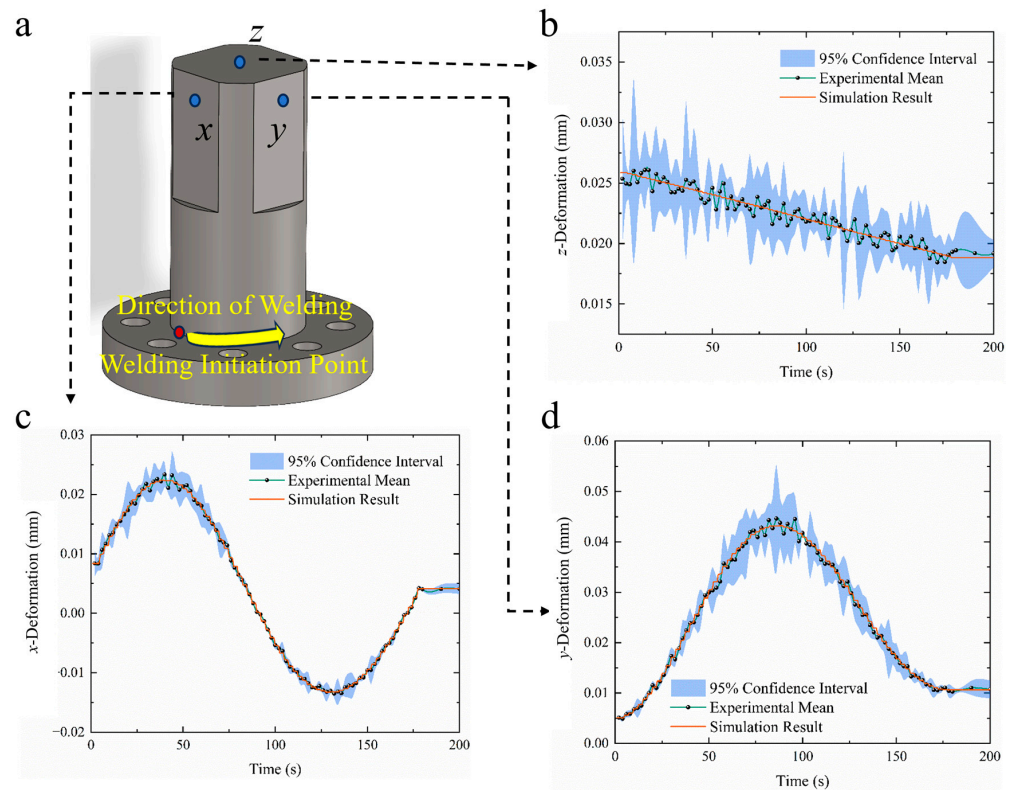 a
z
x
y
Direction of Welding
Welding Initiation Point
b
0.035
0.030
0.025
0.020
0.015
z-Deformation (mm)
95% Confidence Interval
Experimental Mean
Simulation Result
0
50
100
150
200
Time (s)
c
0.03
0.02
0.01
0.00
−0.01
−0.02
x-Deformation (mm)
95% Confidence Interval
Experimental Mean
Simulation Result
0
50
100
150
200
Time (s)
d
0.06
0.05
0.04
0.03
0.02
0.01
0.00
y-Deformation (mm)
95% Confidence Interval
Experimental Mean
Simulation Result
0
50
100
150
200
Time (s)